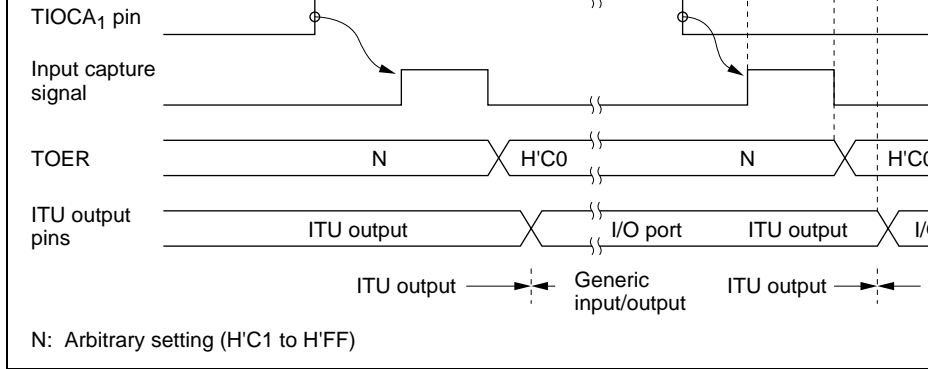 TIOCA1 pin
Input capture
signal
TOER
N
H'C0
N
H'C0
ITU output
pins
ITU output
I/O port
ITU output
ITU output
Generic
input/output
ITU output
N: Arbitrary setting (H'C1 to H'FF)